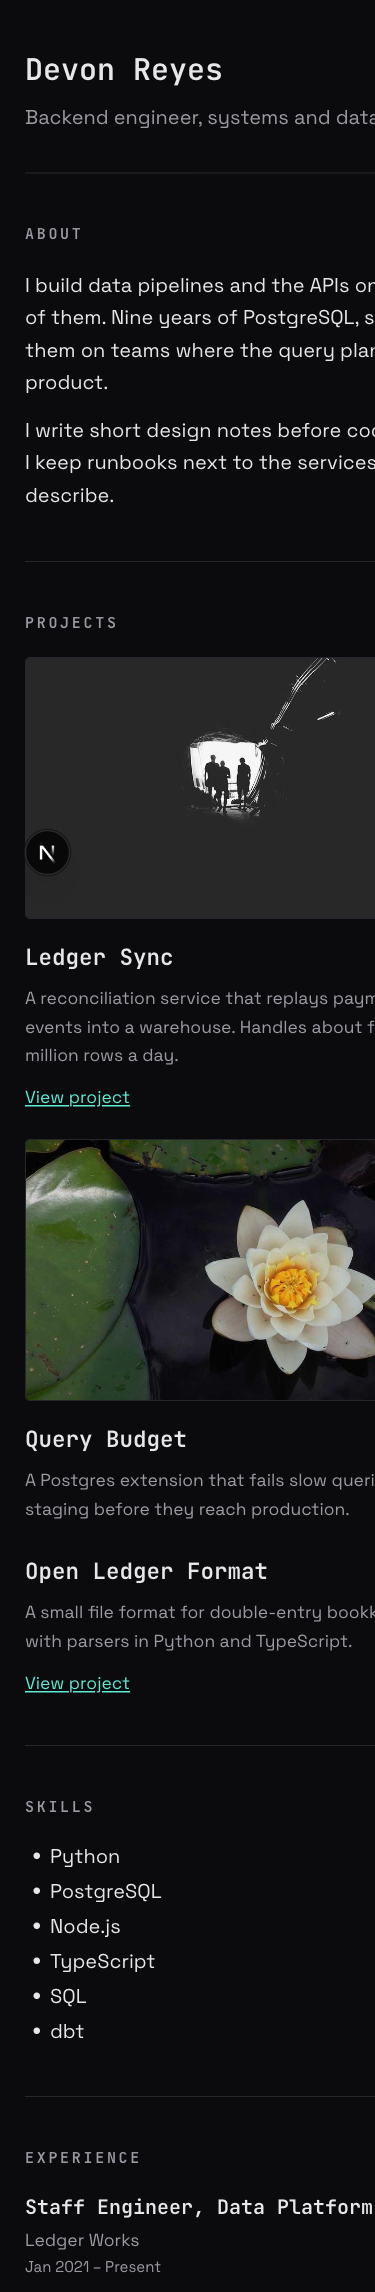 Devon Reyes
Backend engineer, systems and data
ABOUT
I build data pipelines and the APIs on
of them. Nine years of PostgreSQL, s
them on teams where the query plan
product.
I write short design notes before co
I keep runbooks next to the services
describe.
PROJECTS
N
Ledger Sync
A reconciliation service that replays paym
events into a warehouse. Handles about f
million rows a day.
View project
Query Budget
A Postgres extension that fails slow queri
staging before they reach production.
Open Ledger Format
A small file format for double-entry bookk
with parsers in Python and TypeScript.
View project
SKILLS
• Python
• PostgreSQL
• Node.js
• TypeScript
• SQL
• dbt
EXPERIENCE
Staff Engineer, Data Platform
Ledger Works
Jan 2021 – Present